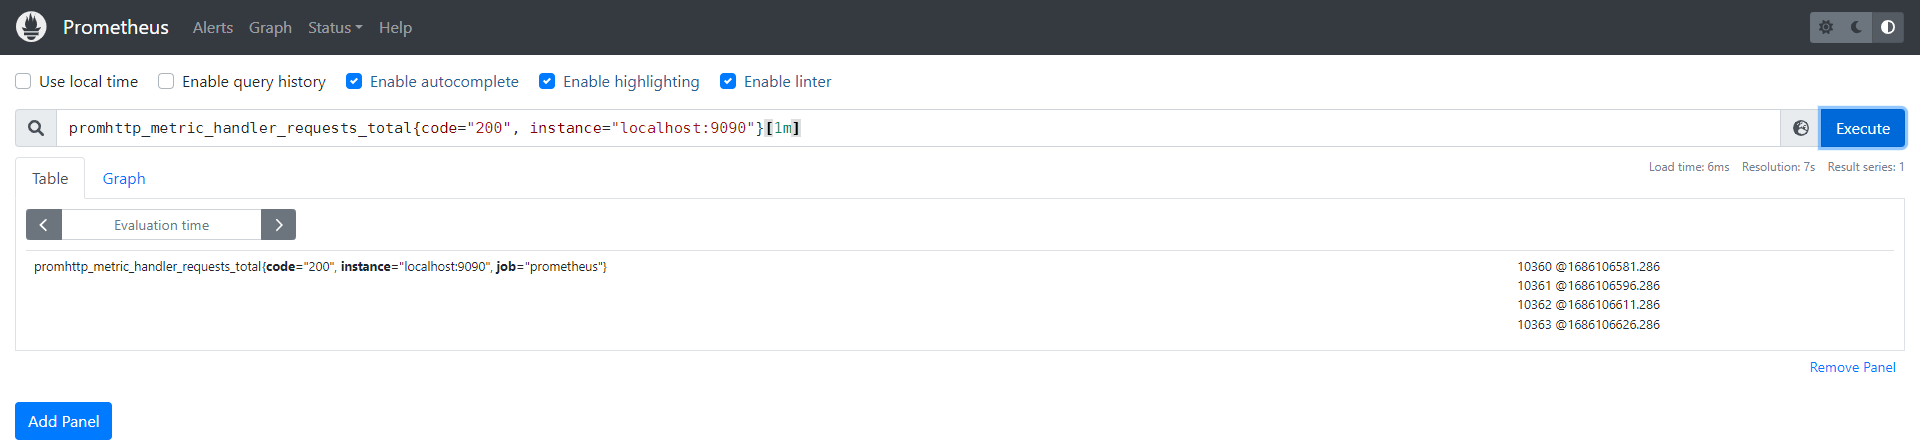 Prometheus Alerts Graph Status Help
Use local time Enable query history Enable autocomplete Enable highlighting Enable linter
promhttp_metric_handler_requests_total{code="200", instance="localhost:9090"}[1m] Execute
Table Graph Load time: 6ms Resolution: 7s Result series: 1
Evaluation time
promhttp_metric_handler_requests_total{code="200", instance="localhost:9090", job="prometheus"} 10360 @1686106581.286
10361 @1686106596.286
10362 @1686106611.286
10363 @1686106626.286
Remove Panel
Add Panel